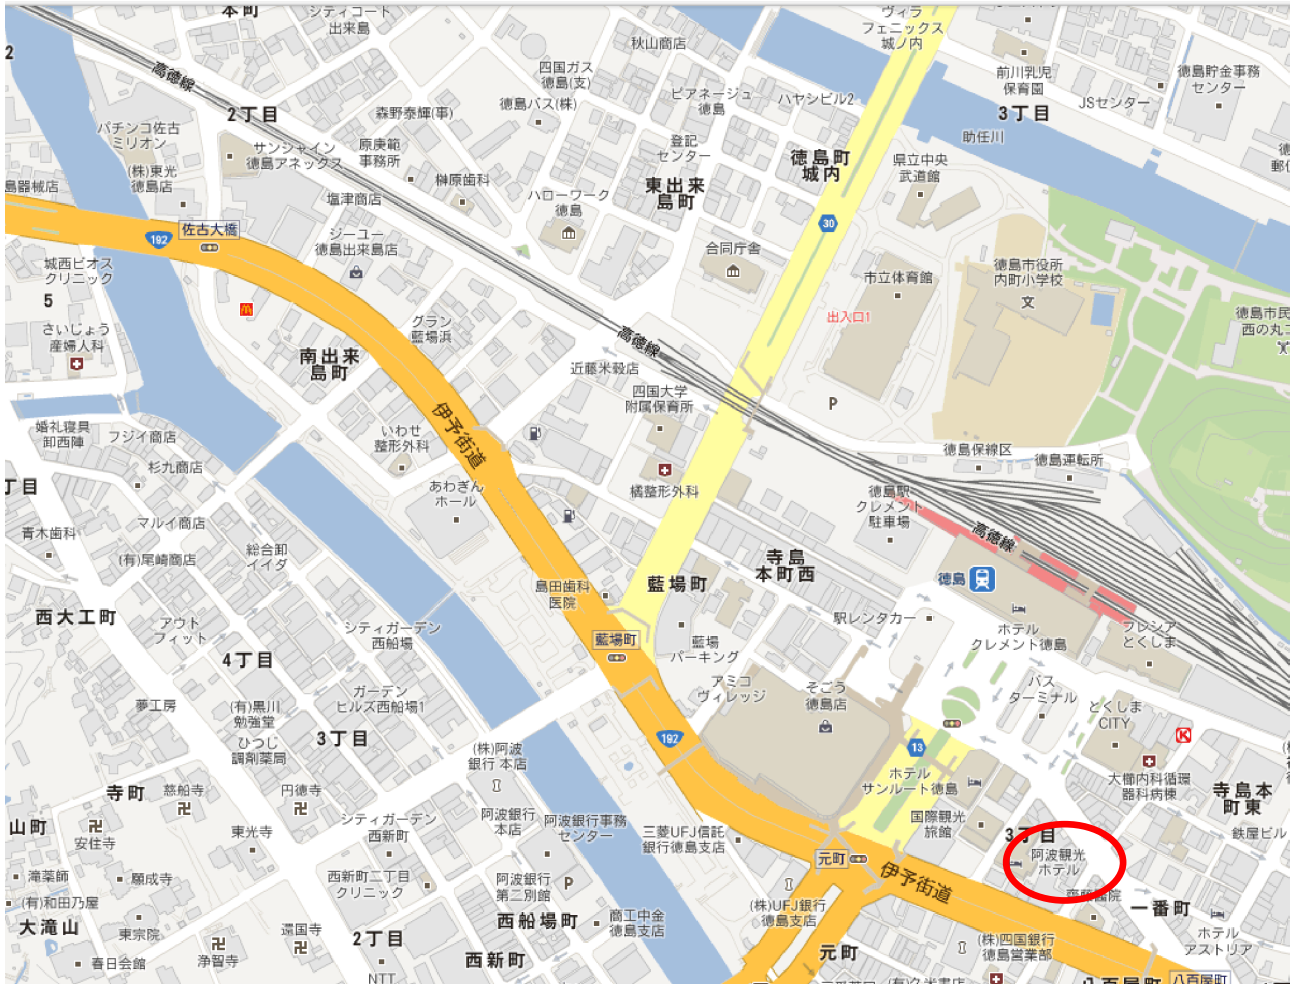 本町
シティコート
出来島
ヴィラ
フェニックス
城ノ内
2
高徳線
2丁目
秋山商店
四国ガス
徳島(支)
徳島バス(株)
森野泰輝(事)
ピアネージュ
徳島
ハヤシビル2
前川乳児
保育園
徳島貯金事務
センター
JSセンター
3丁目
助任川
パチンコ佐古
ミリオン
サンシャイン
徳島アネックス
原庚範
事務所
登記
センター
徳島町
城内
県立中央
武道館
徳
郵便
(株)東光
徳島店
島器械店
榊原歯科
東出来
島町
ハローワーク
徳島
塩津商店
佐古大橋
192
30
ジーユー
徳島出来島店
合同庁舎
城西ビオス
クリニック
市立体育館
徳島市役所
内町小学校
文
5
出入口1
徳島市民
西の丸コ
さいじょう
産婦人科
グラン
藍場浜
高徳線
南出来
島町
近藤米穀店
四国大学
附属保育所
P
婚礼寝具
卸西陣
フジイ商店
伊予街道
いわせ
整形外科
徳島保線区
徳島運転所
杉九商店
丁目
あわぎん
ホール
橘整形外科
徳島駅
クレメント
駐車場
マルイ商店
青木歯科
高徳線
(有)尾崎商店
総合卸
イイダ
寺島
本町西
徳島
島田歯科
医院
藍場町
西大工町
アウト
フィット
シティガーデン
西船場
藍場町
藍場
パーキング
駅レンタカー
ホテル
クレメント徳島
フレシア
とくしま
4丁目
アミコ
ヴィレッジ
そごう
徳島店
バス
ターミナル
夢工房
(有)黒川
勉強堂
ガーデン
ヒルズ西船場1
とくしま
CITY
K
3丁目
192
13
ひつじ
調剤薬局
(株)阿波
銀行 本店
ホテル
サンルート徳島
大櫛内科循環
器科病棟
寺島本
町東
寺町
慈船寺
円徳寺
山町
安住寺
東光寺
シティガーデン
西新町
阿波銀行
本店
阿波銀行事務
センター
三菱UFJ信託
銀行徳島支店
国際観光
旅館
3丁目
鉄屋ビル
元町
阿波観光
ホテル
滝薬師
願成寺
西新町二丁目
クリニック
阿波銀行
第二別館
P
伊予街道
齋藤醫院
(有)和田乃屋
一番町
大滝山
東宗院
還国寺
西船場町
商工中金
徳島支店
(株)UFJ銀行
徳島支店
ホテル
アストリア
2丁目
(株)四国銀行
徳島営業部
春日会館
浄智寺
西新町
元町
NTT
八百屋町
八百屋町